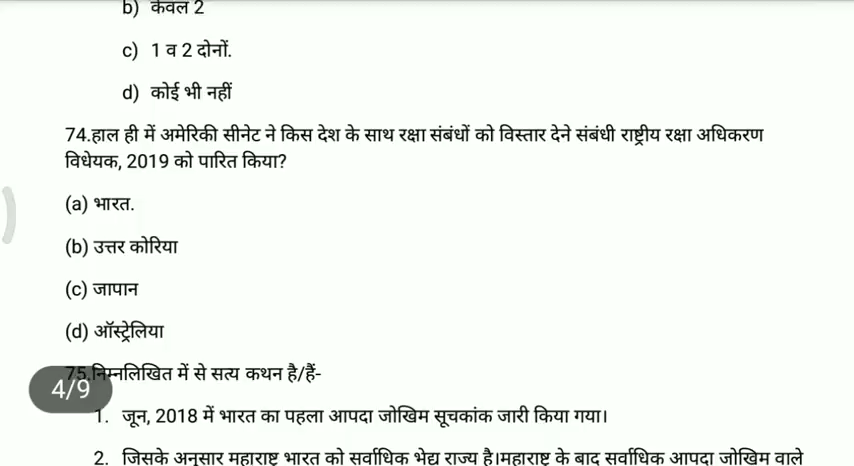 b) केवल 2
c) 1 व 2 दोनों.
d) कोई भी नहीं
74.हाल ही में अमेरिकी सीनेट ने किस देश के साथ रक्षा संबंधों को विस्तार देने संबंधी राष्ट्रीय रक्षा अधिकरण
विधेयक, 2019 को पारित किया?
(a) भारत.
(b) उत्तर कोरिया
(c) जापान
(d) ऑस्ट्रेलिया
75.निम्नलिखित में से सत्य कथन है/हैं-
4/9
1. जून, 2018 में भारत का पहला आपदा जोखिम सूचकांक जारी किया गया।
2. जिसके अनुसार महाराष्ट्र भारत को सर्वाधिक भेद्य राज्य है।महाराष्ट्र के बाद सर्वाधिक आपदा जोखिम वाले